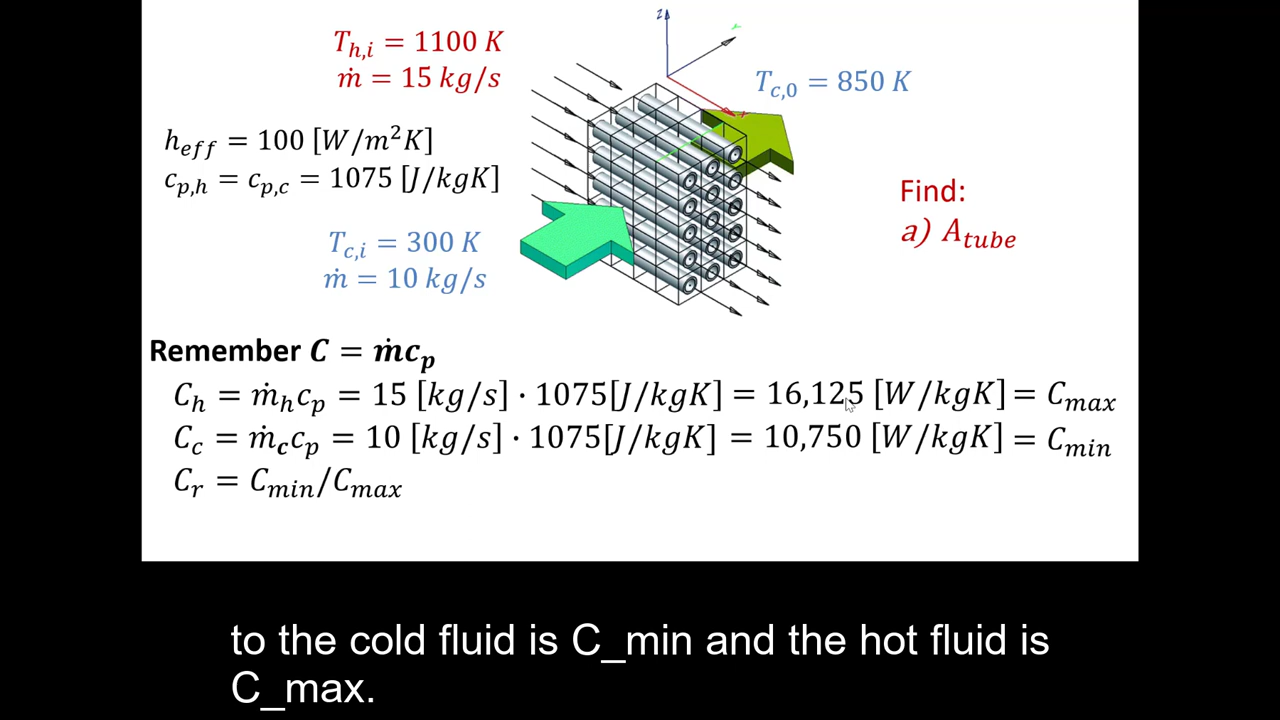 T_{h,i} = 1100 K
ṁ = 15 kg/s
z
y
x
T_{c,0} = 850 K
h_{eff} = 100 [W/m²K]
c_{p,h} = c_{p,c} = 1075 [J/kgK]
Find:
a) A_{tube}
T_{c,i} = 300 K
ṁ = 10 kg/s
Remember C = ṁc_p
C_h = ṁ_h c_p = 15 [kg/s] · 1075[J/kgK] = 16,125 [W/kgK] = C_{max}
C_c = ṁ_c c_p = 10 [kg/s] · 1075[J/kgK] = 10,750 [W/kgK] = C_{min}
C_r = C_{min}/C_{max}
to the cold fluid is C_min and the hot fluid is
C_max.